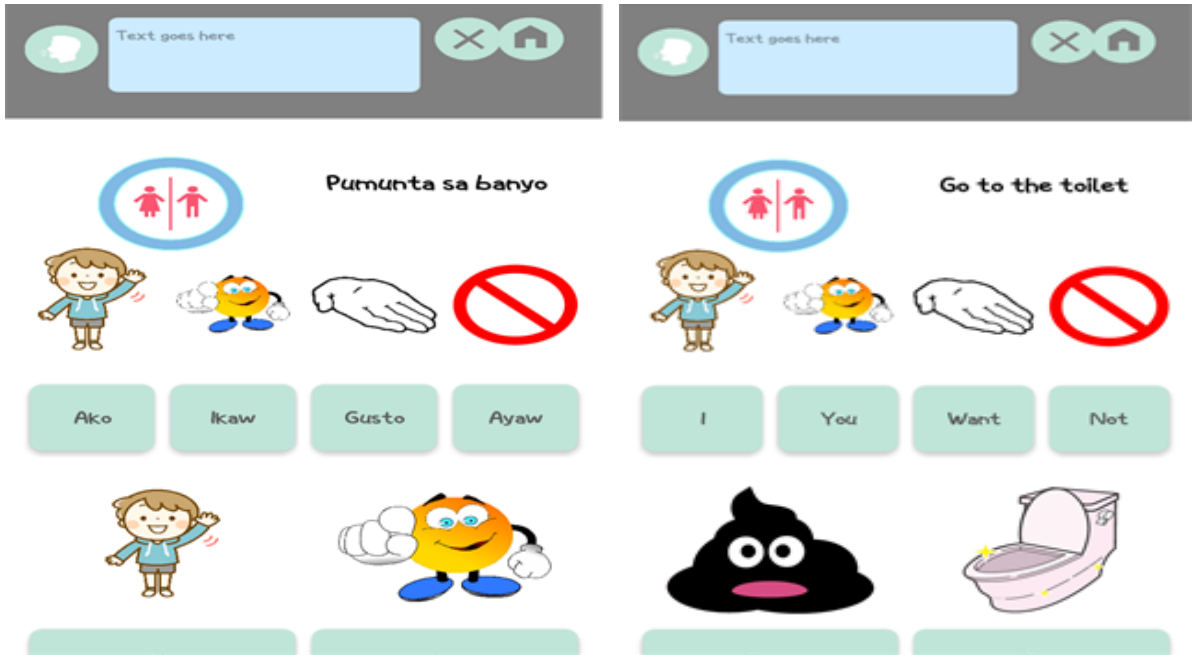 Text goes here
Pumunta sa banyo
Ako
Ikaw
Gusto
Ayaw
Text goes here
Go to the toilet
I
You
Want
Not